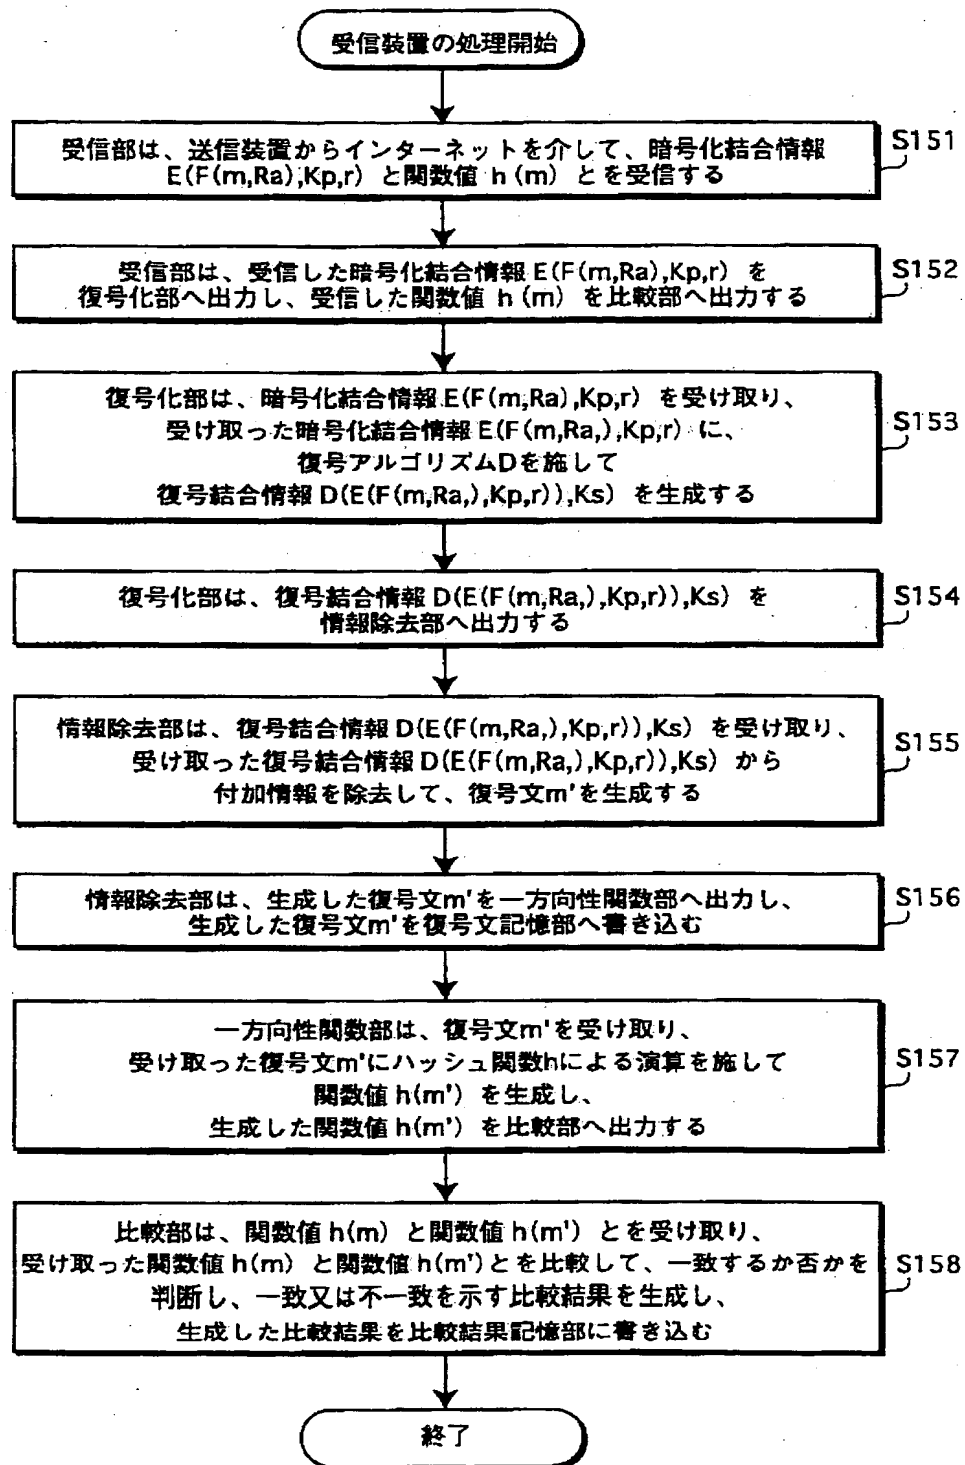 受信装置の処理開始
受信部は、送信装置からインターネットを介して、暗号化結合情報
E(F(m,Ra),Kp,r) と関数値 h(m) とを受信する
S151
受信部は、受信した暗号化結合情報 E(F(m,Ra),Kp,r) を
復号化部へ出力し、受信した関数値 h(m) を比較部へ出力する
S152
復号化部は、暗号化結合情報 E(F(m,Ra),Kp,r) を受け取り、
受け取った暗号化結合情報 E(F(m,Ra,),Kp,r) に、
復号アルゴリズムDを施して
復号結合情報 D(E(F(m,Ra,),Kp,r)),Ks) を生成する
S153
復号化部は、復号結合情報 D(E(F(m,Ra,),Kp,r)),Ks) を
情報除去部へ出力する
S154
情報除去部は、復号結合情報 D(E(F(m,Ra,),Kp,r)),Ks) を受け取り、
受け取った復号結合情報 D(E(F(m,Ra,),Kp,r)),Ks) から
付加情報を除去して、復号文m'を生成する
S155
情報除去部は、生成した復号文m'を一方向性関数部へ出力し、
生成した復号文m'を復号文記憶部へ書き込む
S156
一方向性関数部は、復号文m'を受け取り、
受け取った復号文m'にハッシュ関数hによる演算を施して
関数値 h(m') を生成し、
生成した関数値 h(m') を比較部へ出力する
S157
比較部は、関数値 h(m) と関数値 h(m') とを受け取り、
受け取った関数値 h(m) と関数値 h(m')とを比較して、一致するか否かを
判断し、一致又は不一致を示す比較結果を生成し、
生成した比較結果を比較結果記憶部に書き込む
S158
終了